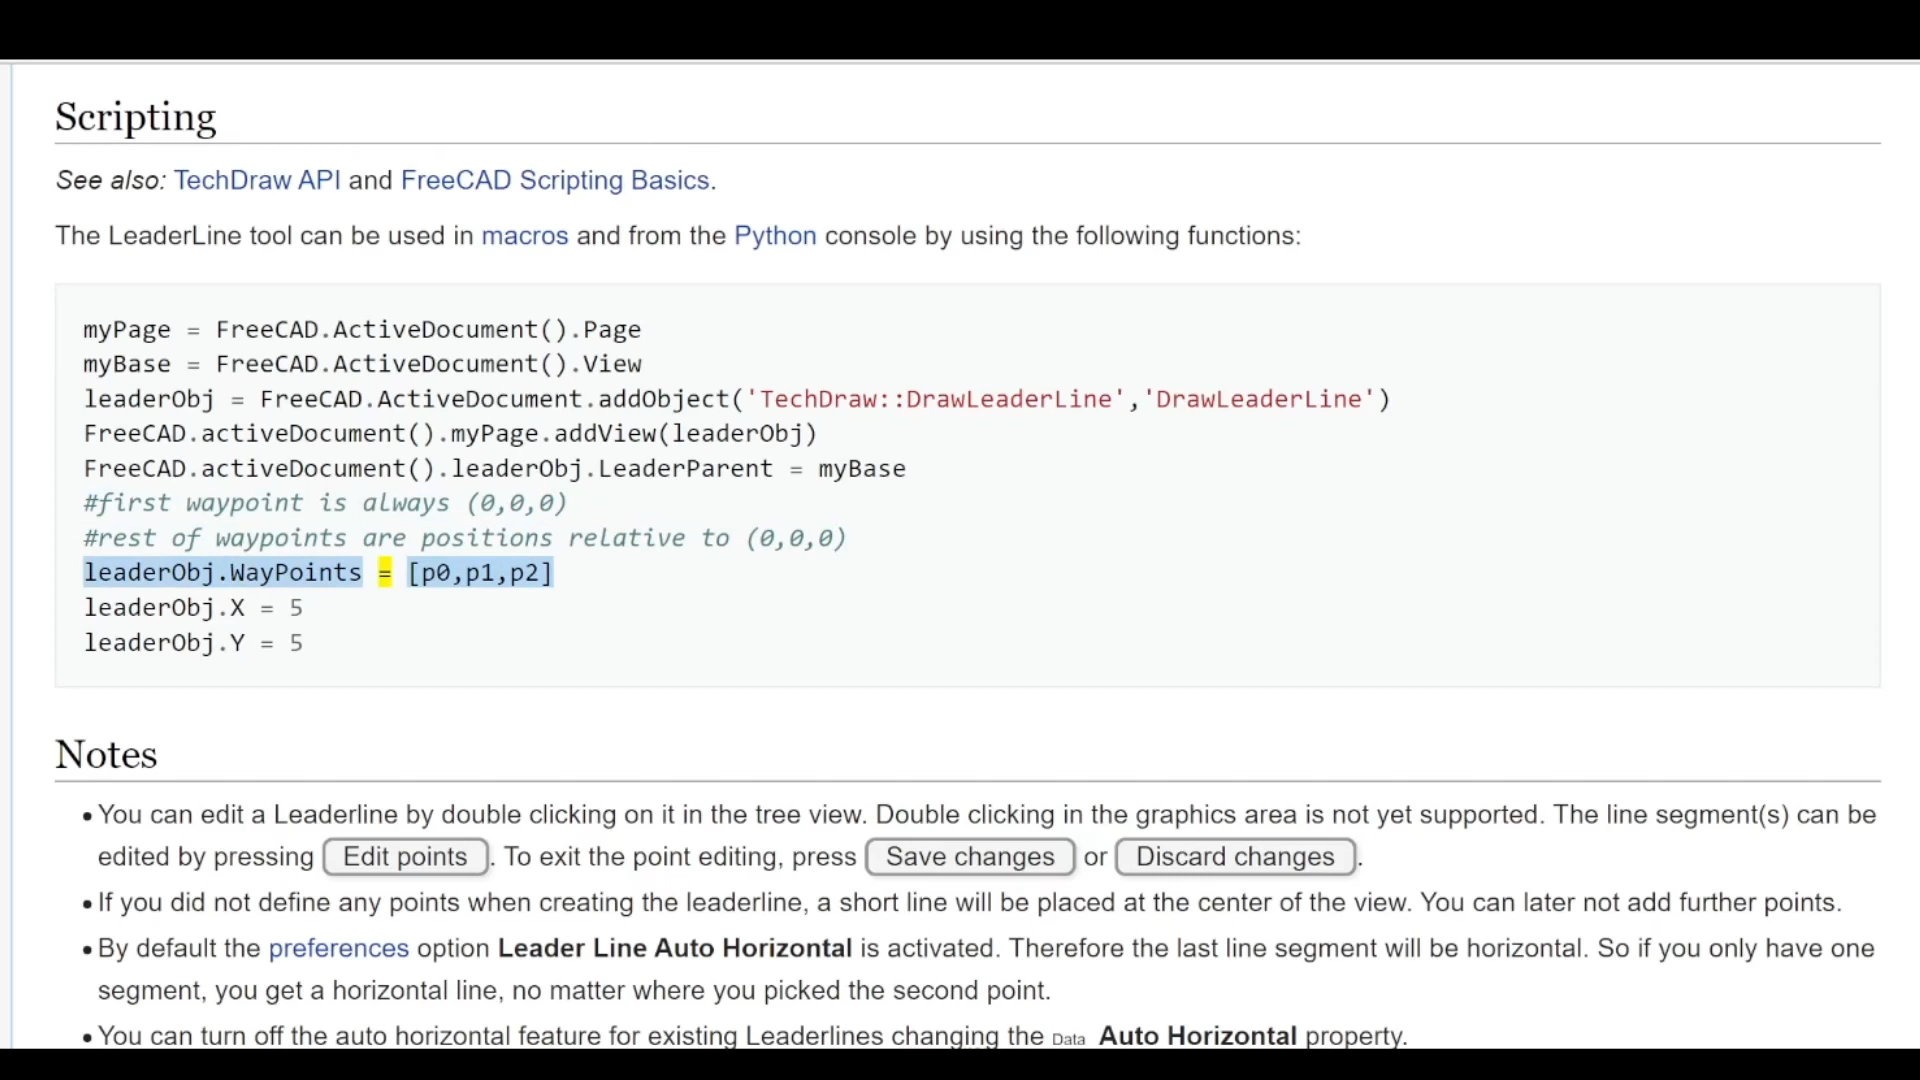 Scripting
See also: TechDraw API and FreeCAD Scripting Basics.
The LeaderLine tool can be used in macros and from the Python console by using the following functions:
myPage = FreeCAD.ActiveDocument().Page
myBase = FreeCAD.ActiveDocument().View
leaderObj = FreeCAD.ActiveDocument.addObject('TechDraw::DrawLeaderLine','DrawLeaderLine')
FreeCAD.activeDocument().myPage.addView(leaderObj)
FreeCAD.activeDocument().leaderObj.LeaderParent = myBase
#first waypoint is always (0,0,0)
#rest of waypoints are positions relative to (0,0,0)
leaderObj.WayPoints = [p0,p1,p2]
leaderObj.X = 5
leaderObj.Y = 5
Notes
• You can edit a Leaderline by double clicking on it in the tree view. Double clicking in the graphics area is not yet supported. The line segment(s) can be
edited by pressing Edit points. To exit the point editing, press Save changes or Discard changes.
• If you did not define any points when creating the leaderline, a short line will be placed at the center of the view. You can later not add further points.
• By default the preferences option Leader Line Auto Horizontal is activated. Therefore the last line segment will be horizontal. So if you only have one
segment, you get a horizontal line, no matter where you picked the second point.
• You can turn off the auto horizontal feature for existing Leaderlines changing the Data Auto Horizontal property.